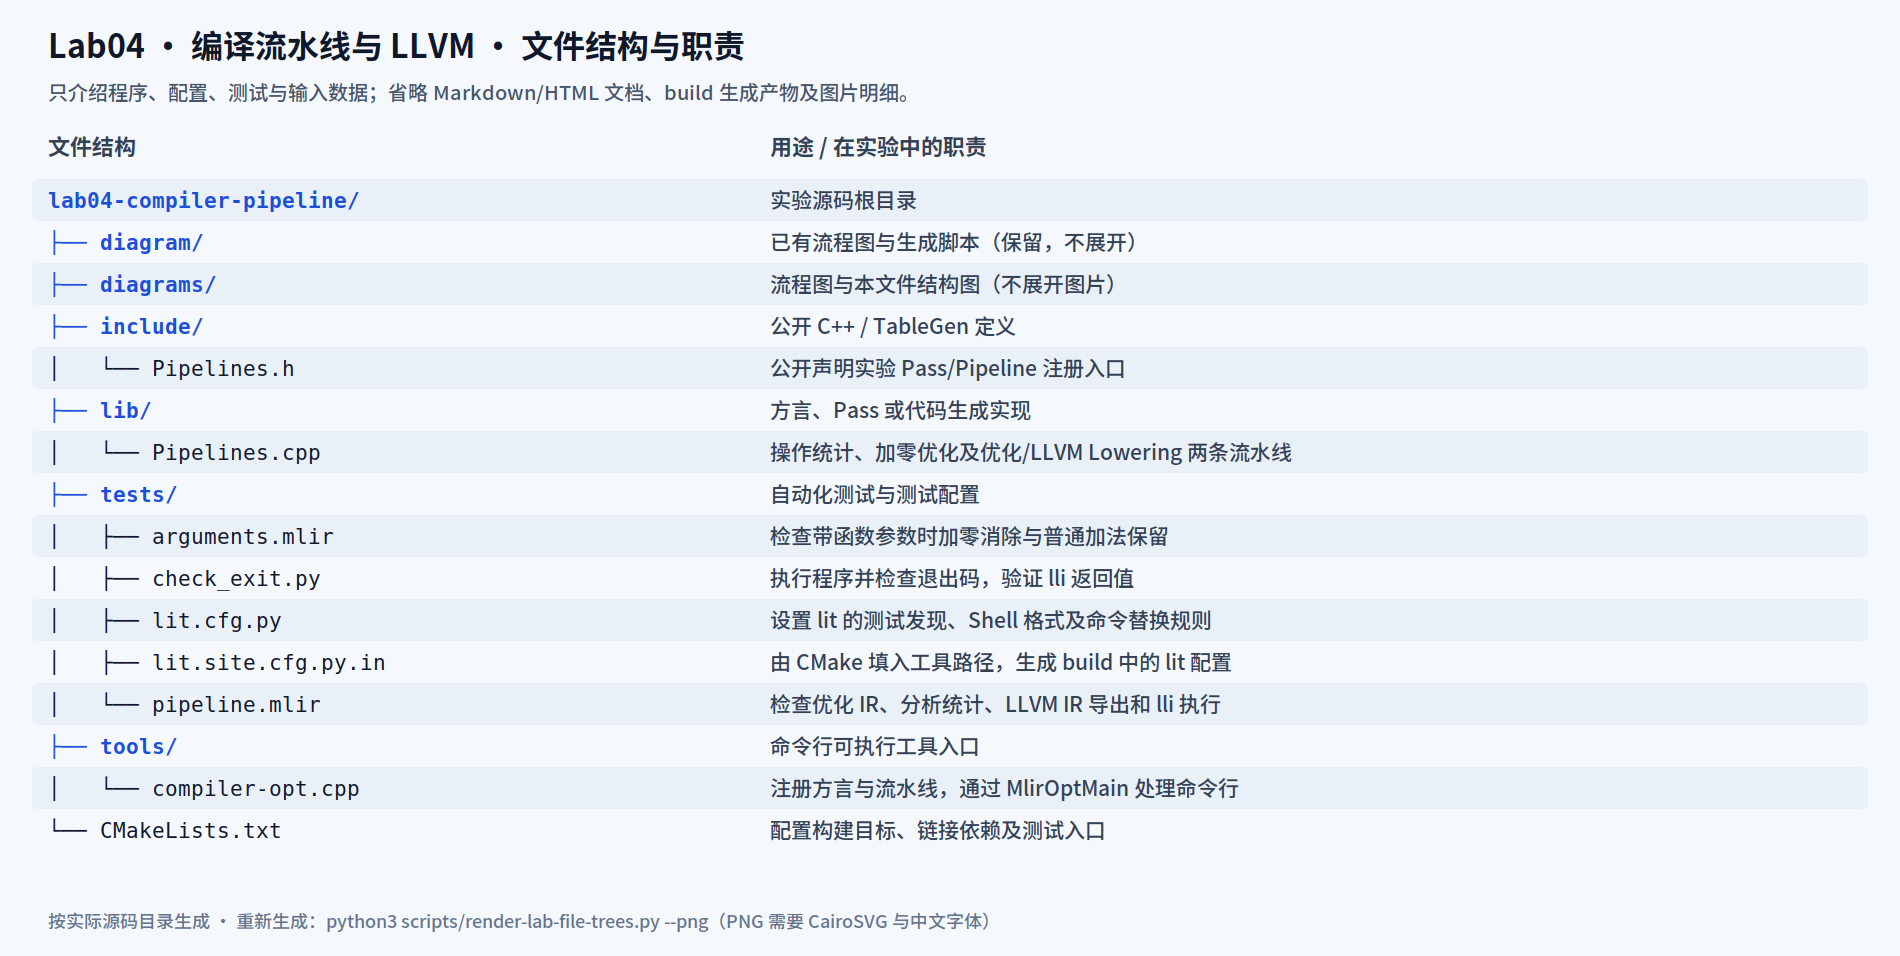 Lab04 · 编译流水线与 LLVM · 文件结构与职责
只介绍程序、配置、测试与输入数据；省略 Markdown/HTML 文档、build 生成产物及图片明细。
文件结构 用途 / 在实验中的职责
lab04-compiler-pipeline/ 实验源码根目录
├── diagram/ 已有流程图与生成脚本（保留，不展开）
├── diagrams/ 流程图与本文件结构图（不展开图片）
├── include/ 公开 C++ / TableGen 定义
│   └── Pipelines.h 公开声明实验 Pass/Pipeline 注册入口
├── lib/ 方言、Pass 或代码生成实现
│   └── Pipelines.cpp 操作统计、加零优化及优化/LLVM Lowering 两条流水线
├── tests/ 自动化测试与测试配置
│   ├── arguments.mlir 检查带函数参数时加零消除与普通加法保留
│   ├── check_exit.py 执行程序并检查退出码，验证 lli 返回值
│   ├── lit.cfg.py 设置 lit 的测试发现、Shell 格式及命令替换规则
│   ├── lit.site.cfg.py.in 由 CMake 填入工具路径，生成 build 中的 lit 配置
│   └── pipeline.mlir 检查优化 IR、分析统计、LLVM IR 导出和 lli 执行
├── tools/ 命令行可执行工具入口
│   └── compiler-opt.cpp 注册方言与流水线，通过 MlirOptMain 处理命令行
└── CMakeLists.txt 配置构建目标、链接依赖及测试入口
按实际源码目录生成 · 重新生成：python3 scripts/render-lab-file-trees.py --png（PNG 需要 CairoSVG 与中文字体）